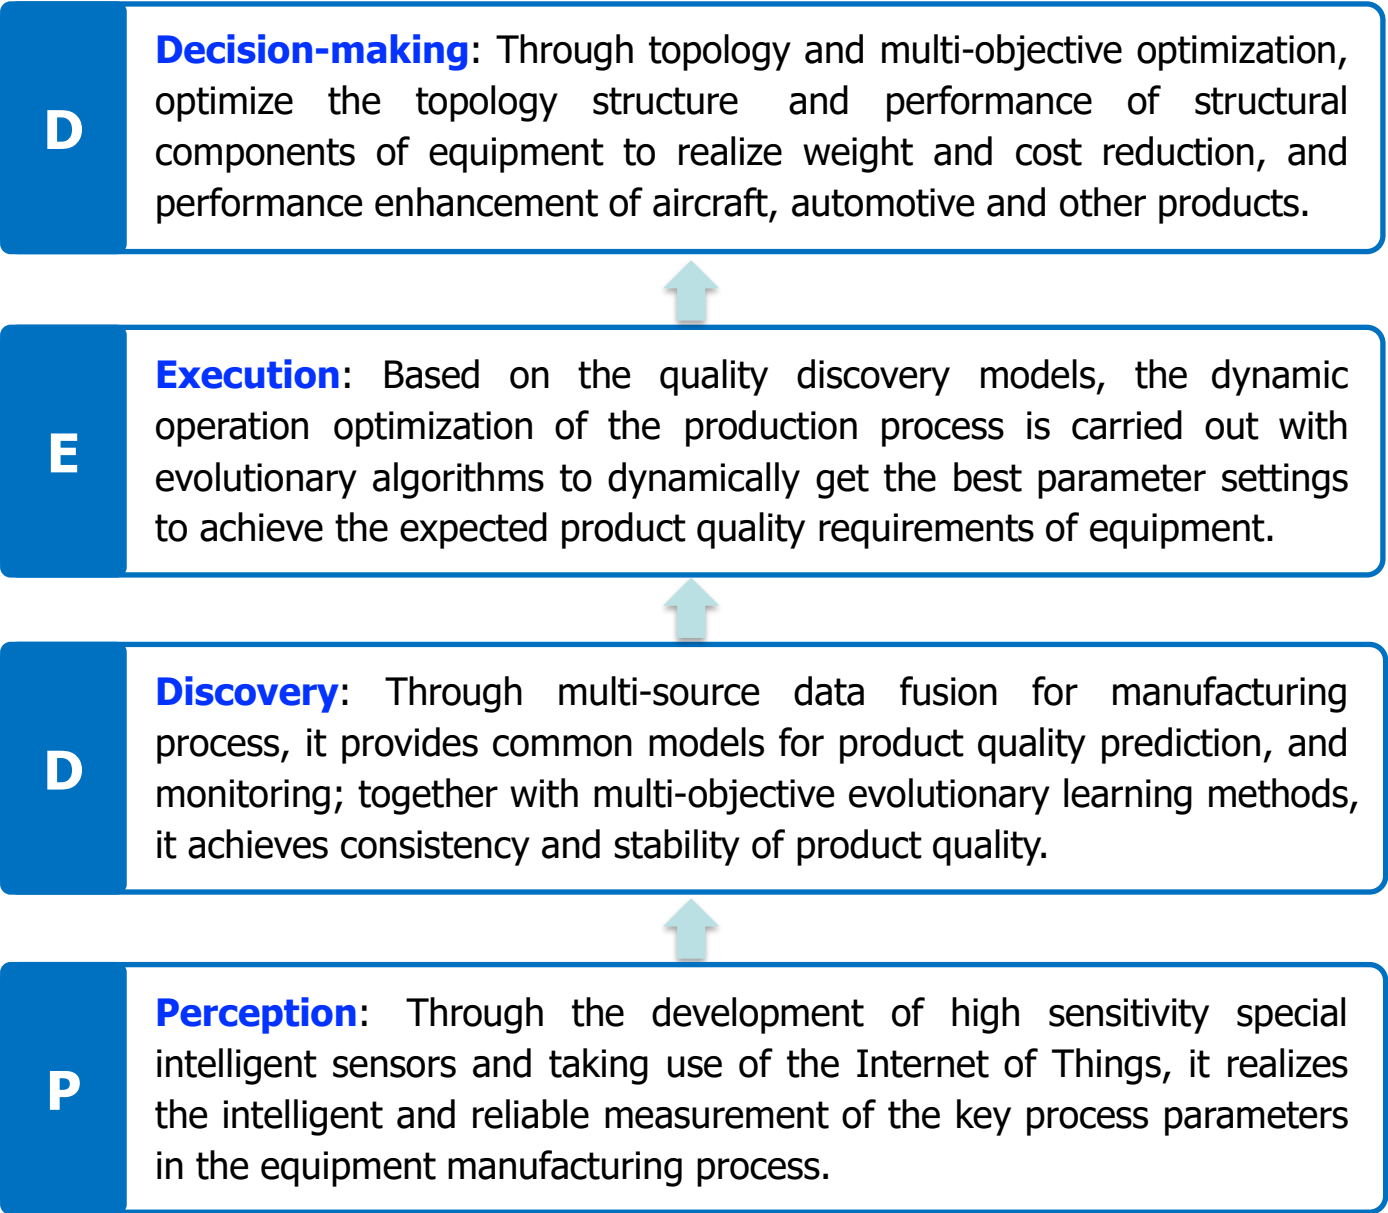 D
Decision-making: Through topology and multi-objective optimization,
optimize the topology structure and performance of structural
components of equipment to realize weight and cost reduction, and
performance enhancement of aircraft, automotive and other products.
E
Execution: Based on the quality discovery models, the dynamic
operation optimization of the production process is carried out with
evolutionary algorithms to dynamically get the best parameter settings
to achieve the expected product quality requirements of equipment.
D
Discovery: Through multi-source data fusion for manufacturing
process, it provides common models for product quality prediction, and
monitoring; together with multi-objective evolutionary learning methods,
it achieves consistency and stability of product quality.
P
Perception: Through the development of high sensitivity special
intelligent sensors and taking use of the Internet of Things, it realizes
the intelligent and reliable measurement of the key process parameters
in the equipment manufacturing process.